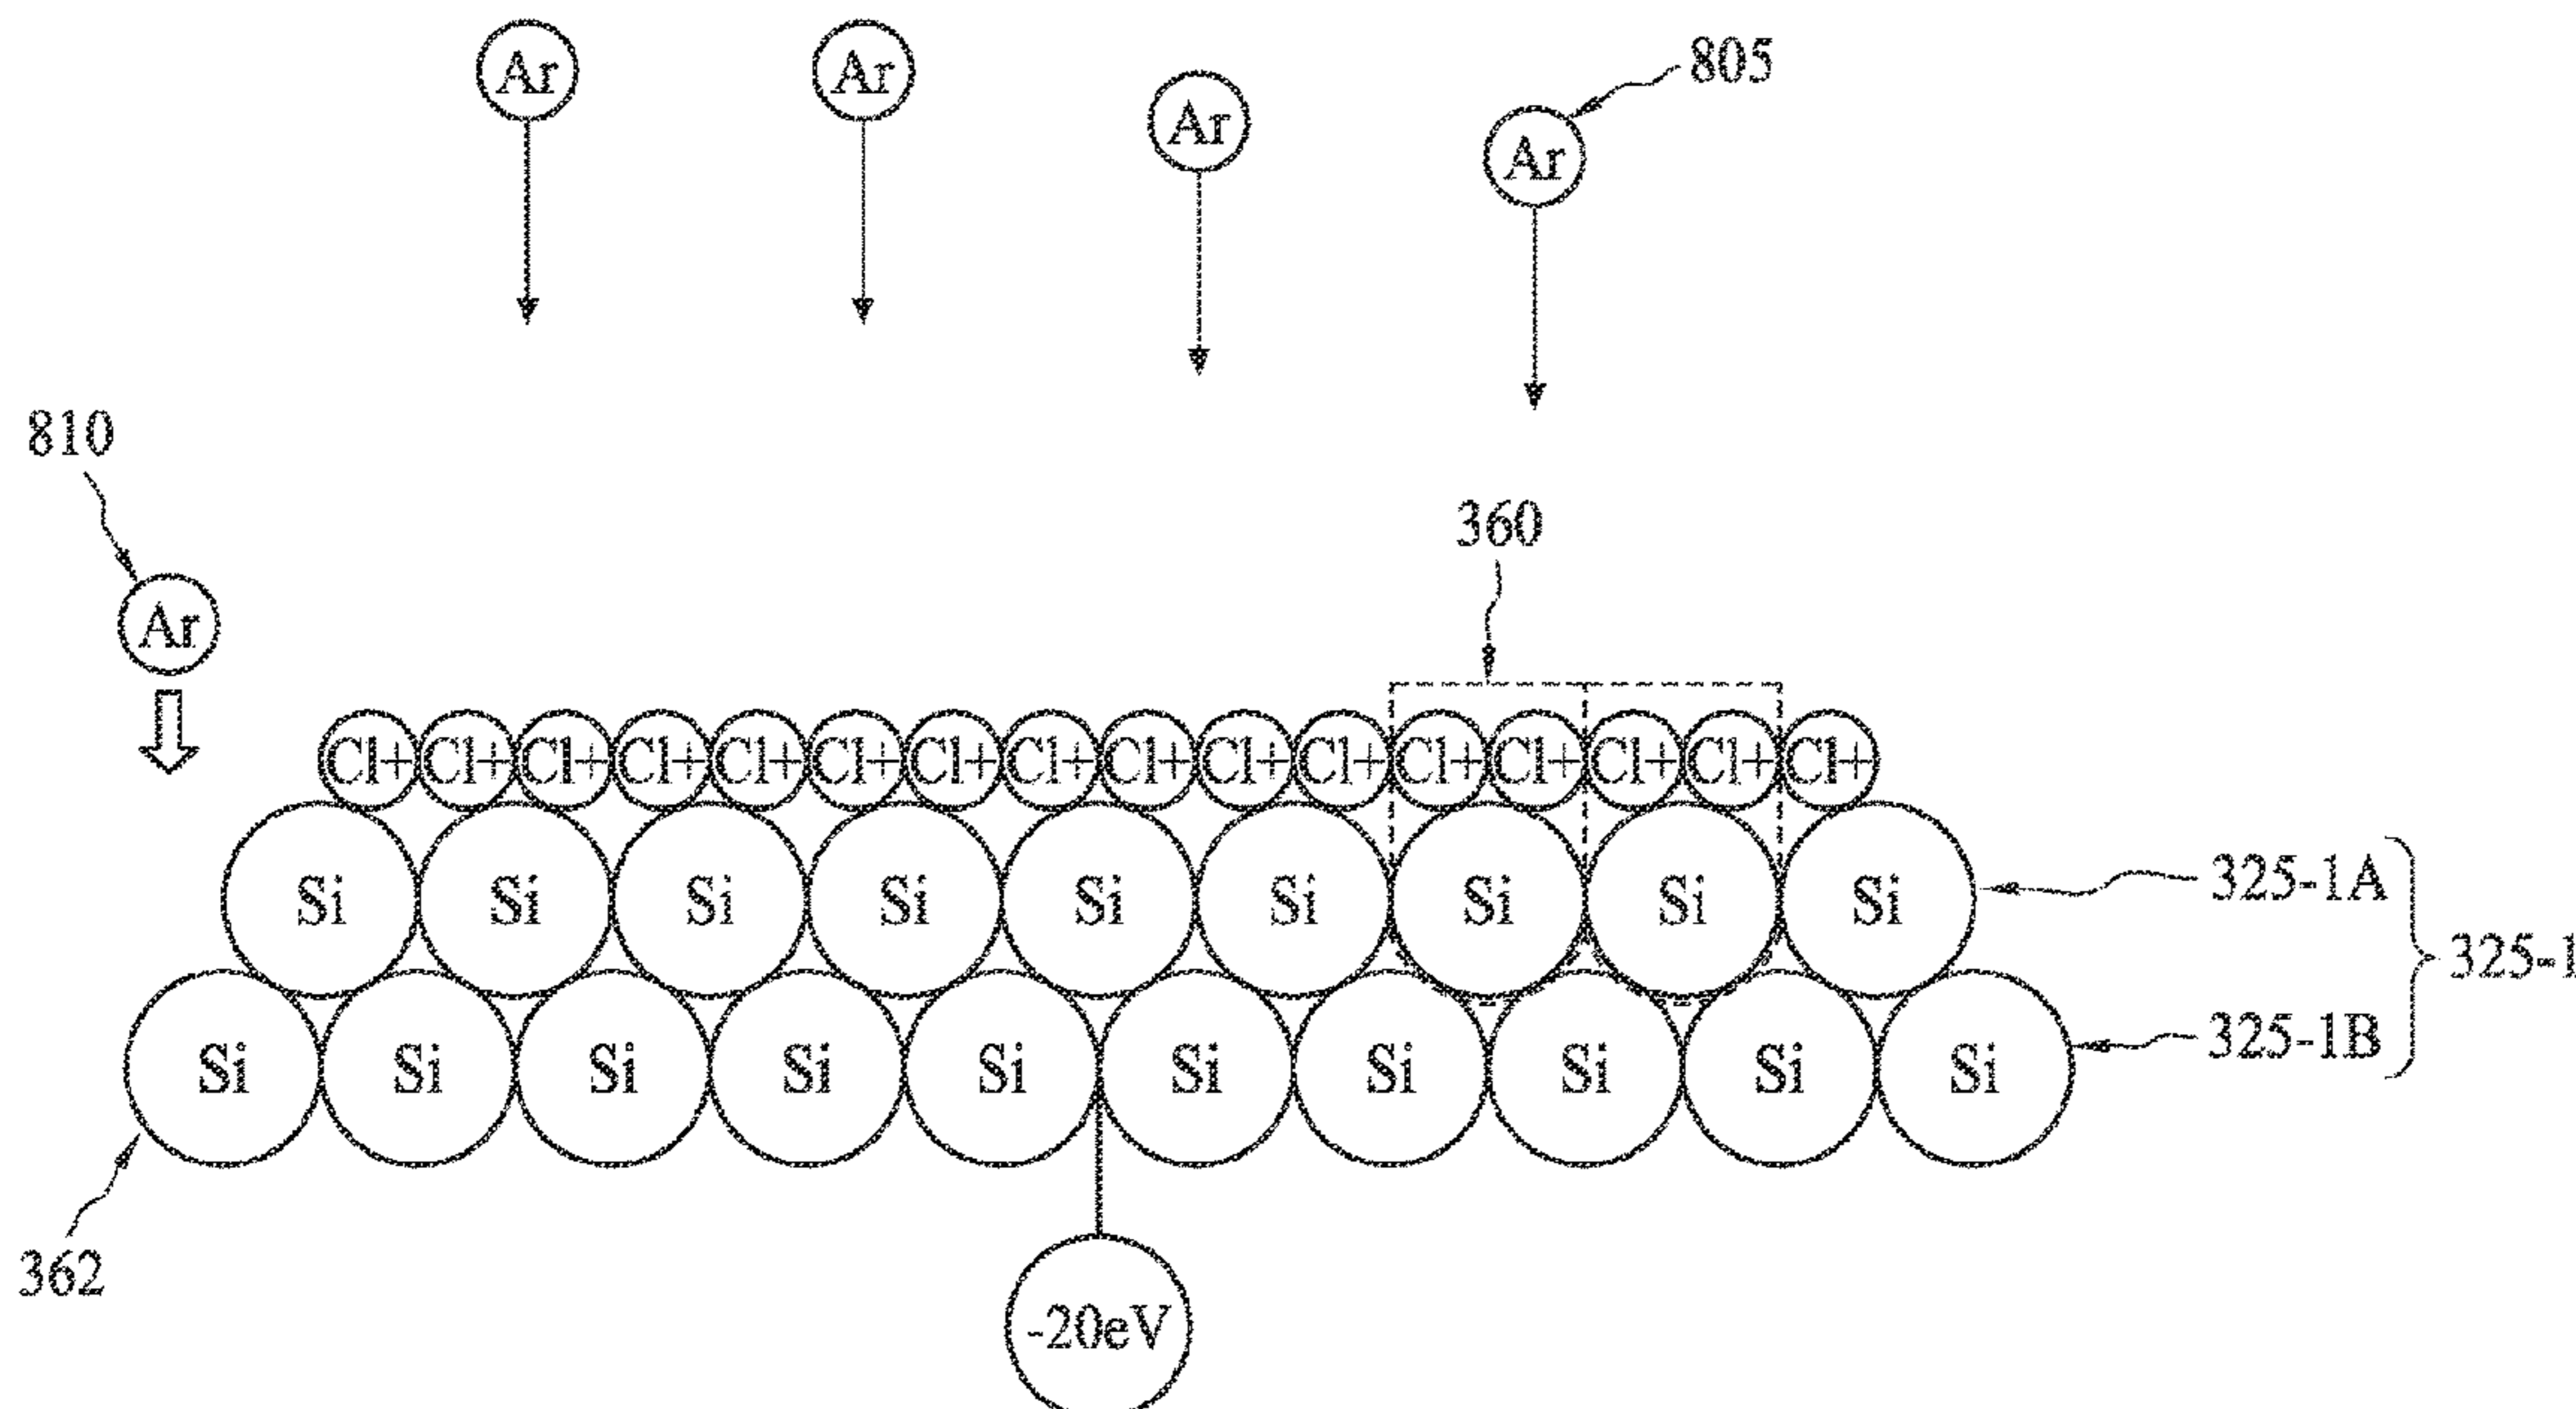 Ar Ar Ar Ar 805
810
Ar
360
Cl+ Cl+ Cl+ Cl+ Cl+ Cl+ Cl+ Cl+ Cl+ Cl+ Cl+ Cl+ Cl+ Cl+ Cl+ Cl+
Si Si Si Si Si Si Si Si Si 325-1A
325-1
Si Si Si Si Si Si Si Si Si Si 325-1B
362
-20eV